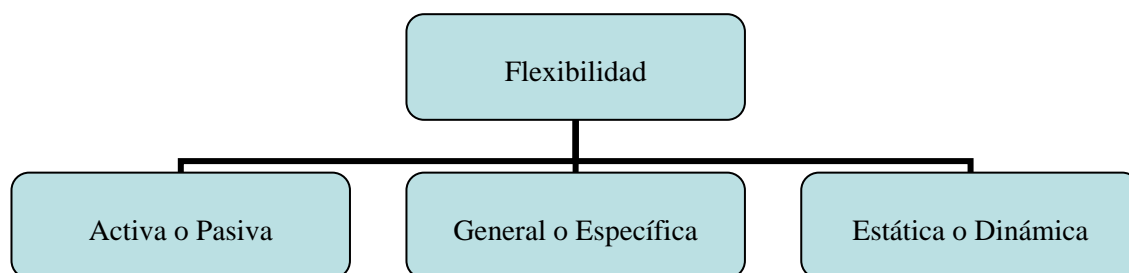 Flexibilidad
Activa o Pasiva
General o Específica
Estática o Dinámica